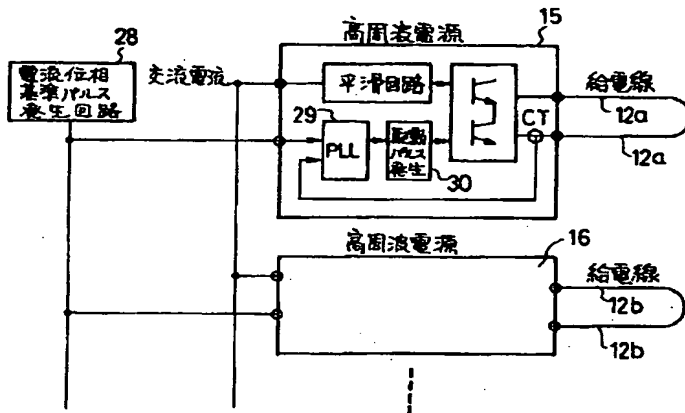 高周波電源
15
28
電流位相
基準パルス
発生回路
交流電源
平滑回路
給電線
12a
29
PLL
駆動
パルス
発生
CT
12a
30
高周波電源
16
給電線
12b
12b